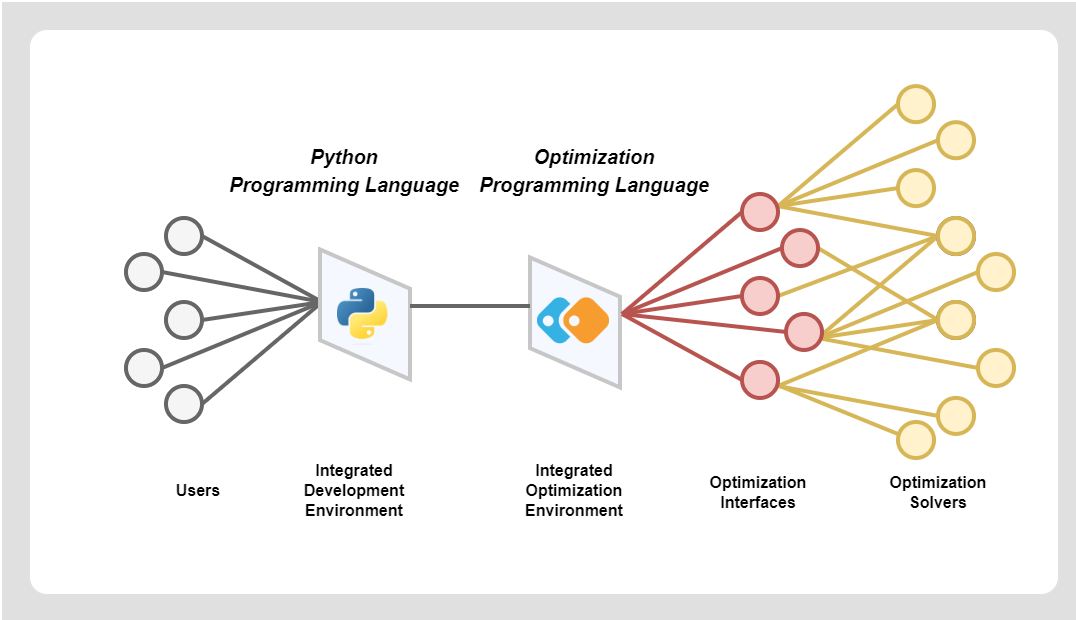 Python
Programming Language
Optimization
Programming Language
Users
Integrated
Development
Environment
Integrated
Optimization
Environment
Optimization
Interfaces
Optimization
Solvers